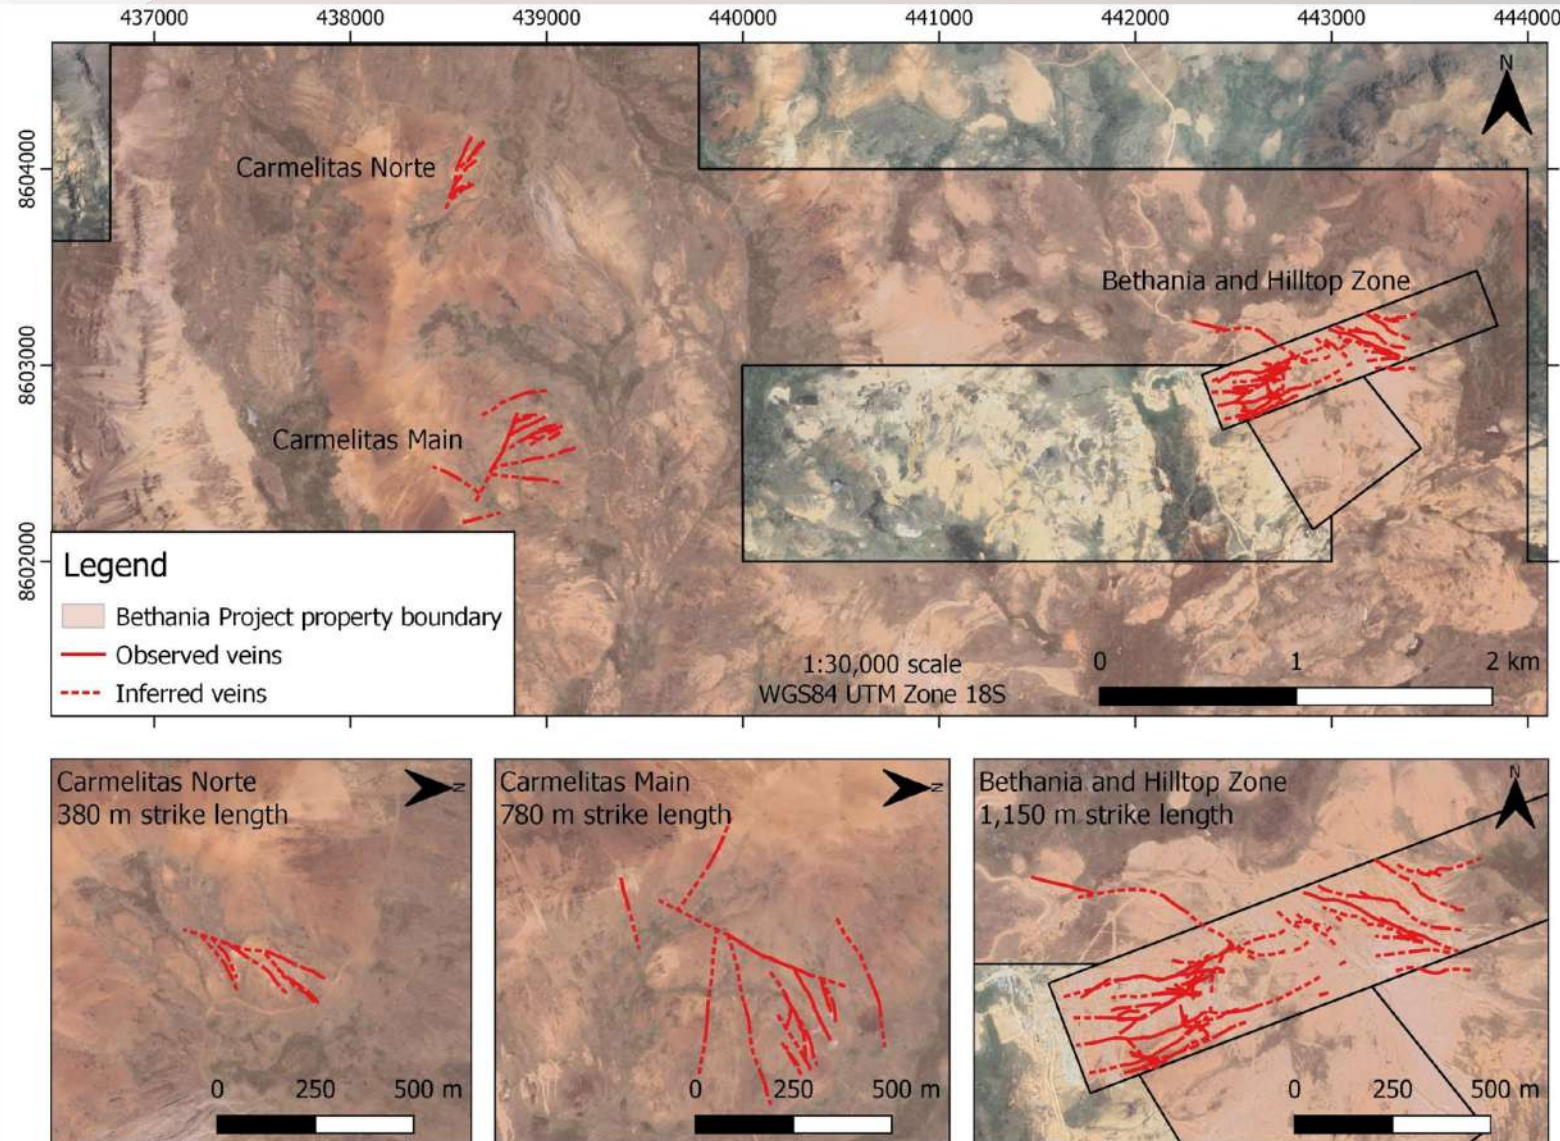 437000 438000 439000 440000 441000 442000 443000 444000
N
8604000
Carmelitas Norte
Bethania and Hilltop Zone
8603000
Carmelitas Main
8602000
Legend
Bethania Project property boundary
Observed veins
Inferred veins
1:30,000 scale
WGS84 UTM Zone 18S
0 1 2 km
Carmelitas Norte
380 m strike length
N
0 250 500 m
Carmelitas Main
780 m strike length
N
0 250 500 m
Bethania and Hilltop Zone
1,150 m strike length
N
0 250 500 m